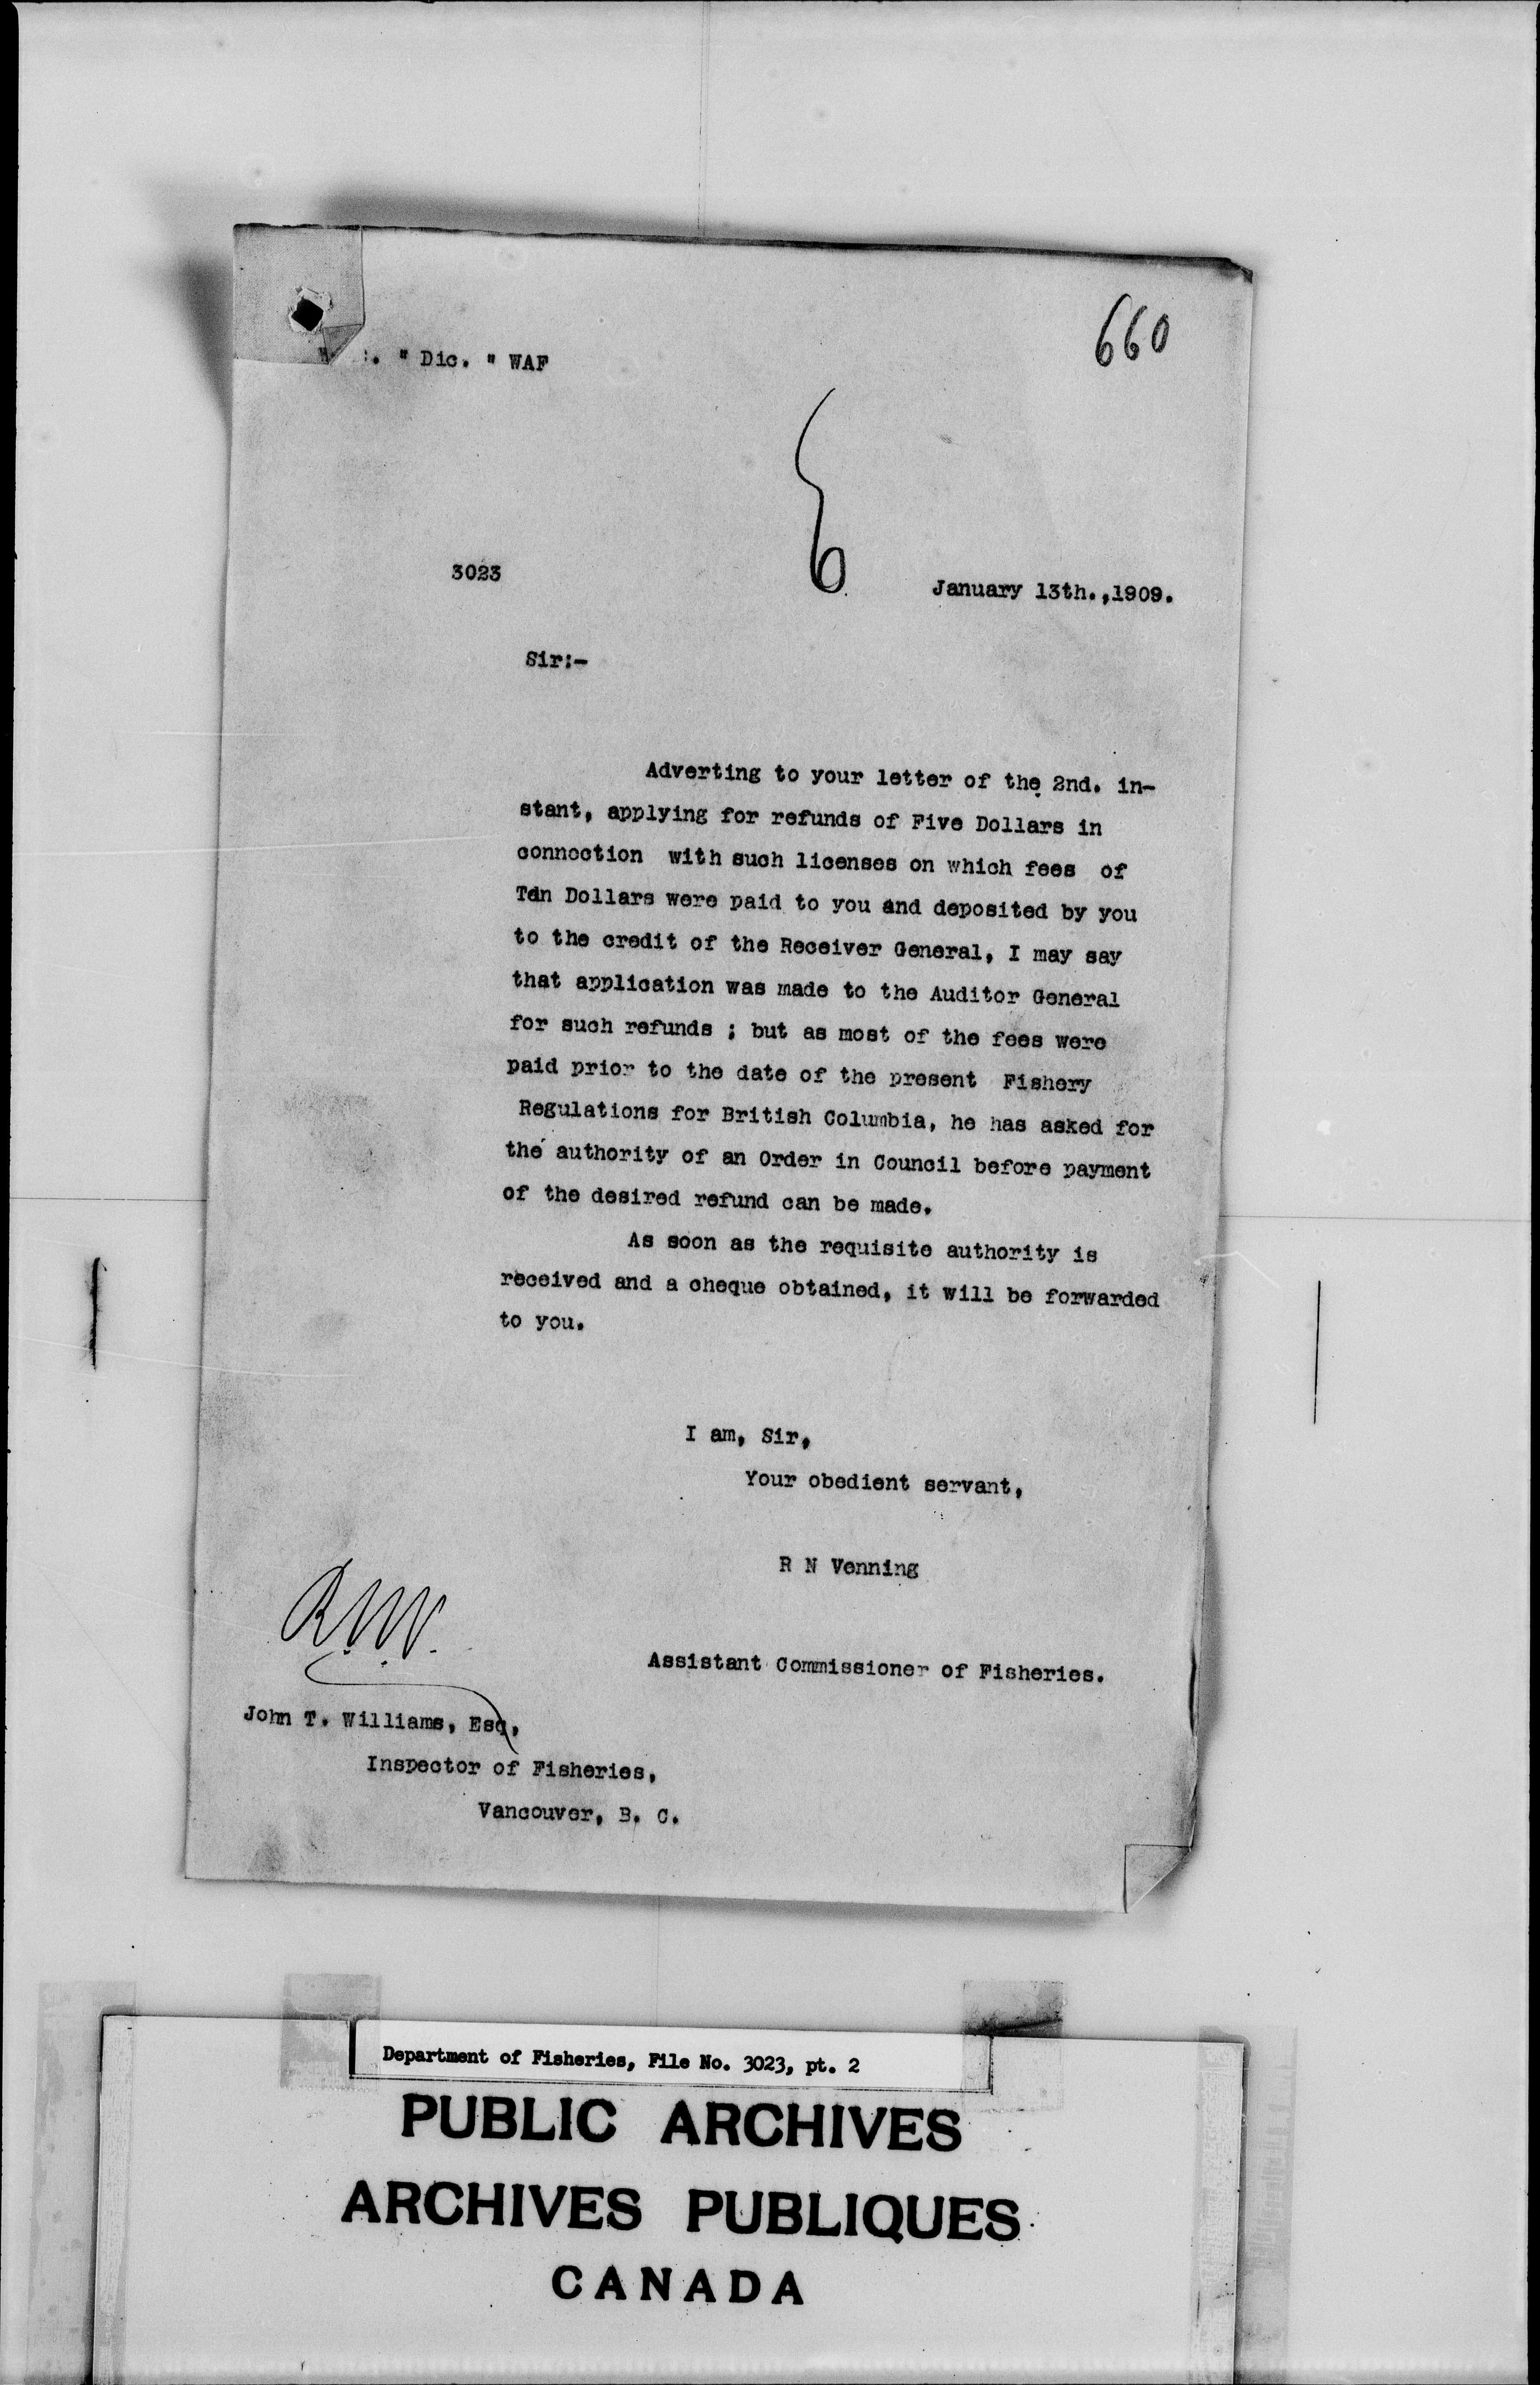 660
" Dic. " WAF
3023
January 13th.,1909.
Sir:-
Adverting to your letter of the 2nd. in-
stant, applying for refunds of Five Dollars in
connection with such licenses on which fees of
Ten Dollars were paid to you and deposited by you
to the credit of the Receiver General, I may say
that application was made to the Auditor General
for such refunds ; but as most of the fees were
paid prior to the date of the present Fishery
Regulations for British Columbia, he has asked for
the authority of an Order in Council before payment
of the desired refund can be made.
As soon as the requisite authority is
received and a cheque obtained, it will be forwarded
to you.
I am, Sir,
Your obedient servant,
R N Venning
R.N.V.
Assistant Commissioner of Fisheries.
John T. Williams, Esq,
Inspector of Fisheries,
Vancouver, B. C.
Department of Fisheries, File No. 3023, pt. 2
PUBLIC ARCHIVES
ARCHIVES PUBLIQUES
CANADA